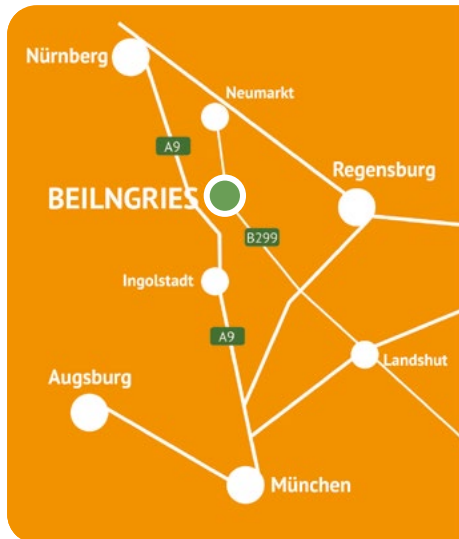 Nürnberg
Neumarkt
A9
Regensburg
BEILNGRIES
B299
Ingolstadt
A9
Landshut
Augsburg
München